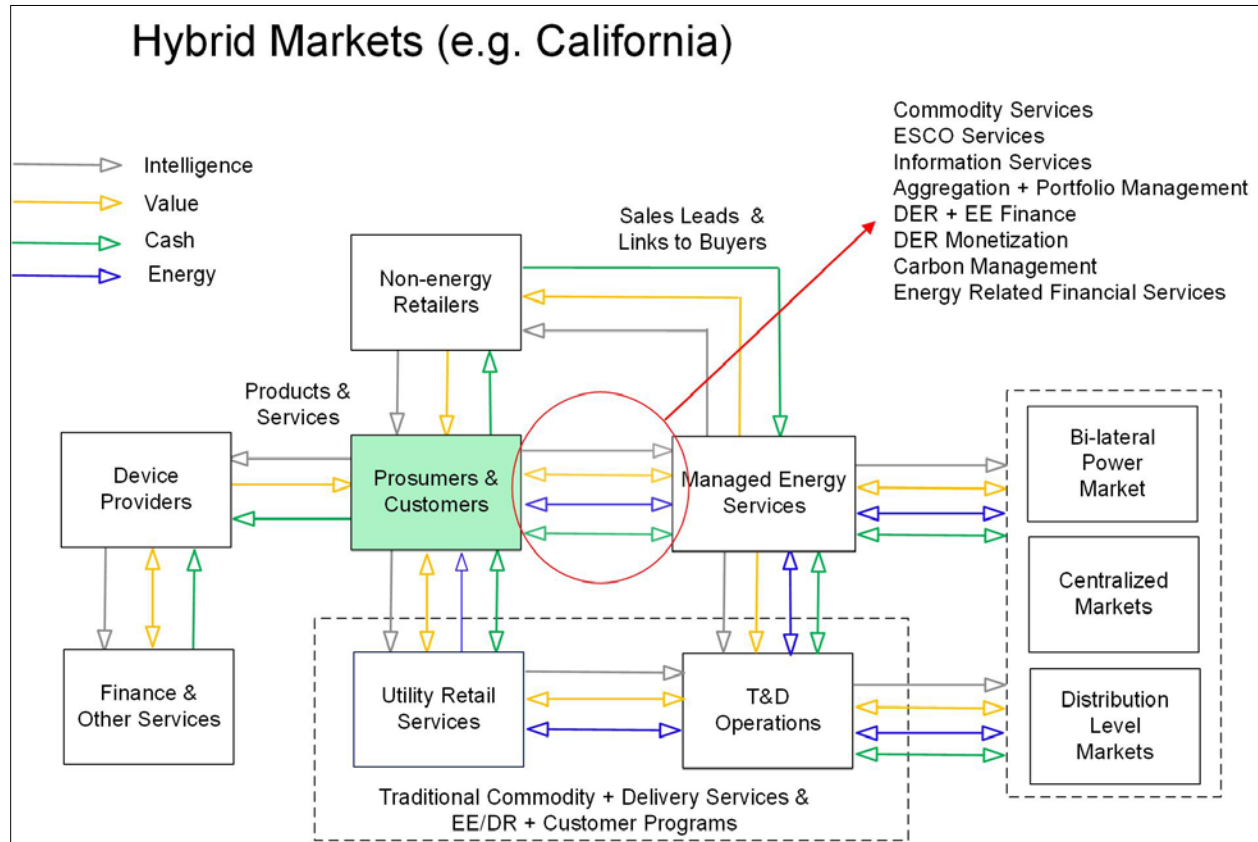 Hybrid Markets (e.g. California)
Intelligence
Value
Cash
Energy
Commodity Services
ESCO Services
Information Services
Aggregation + Portfolio Management
DER + EE Finance
DER Monetization
Carbon Management
Energy Related Financial Services
Sales Leads &
Links to Buyers
Non-energy
Retailers
Products &
Services
Device
Providers
Prosumers &
Customers
Managed Energy
Services
Bi-lateral
Power
Market
Centralized
Markets
Distribution
Level
Markets
Finance &
Other Services
Utility Retail
Services
T&D
Operations
Traditional Commodity + Delivery Services &
EE/DR + Customer Programs